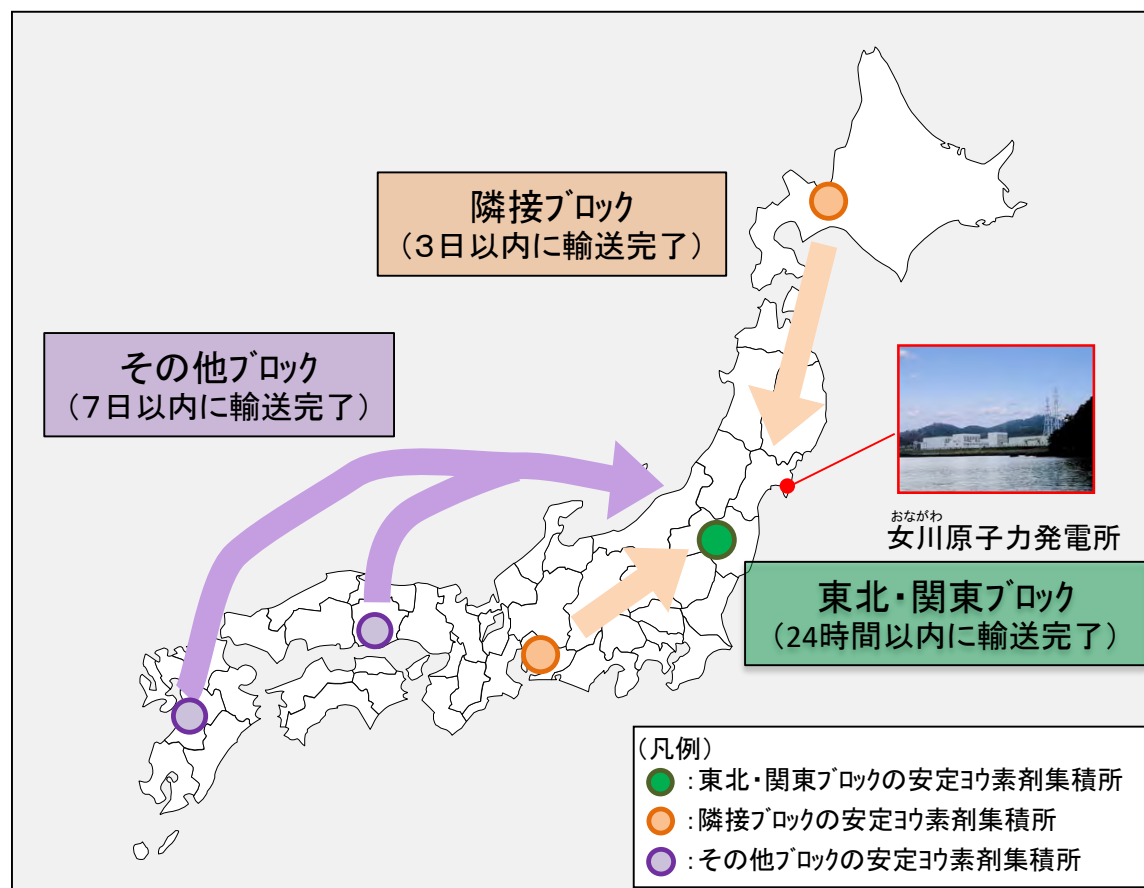 隣接ブロック
(3日以内に輸送完了)
その他ブロック
(7日以内に輸送完了)
おながわ
女川原子力発電所
東北・関東ブロック
(24時間以内に輸送完了)
(凡例)
:東北・関東ブロックの安定ヨウ素剤集積所
:隣接ブロックの安定ヨウ素剤集積所
:その他ブロックの安定ヨウ素剤集積所